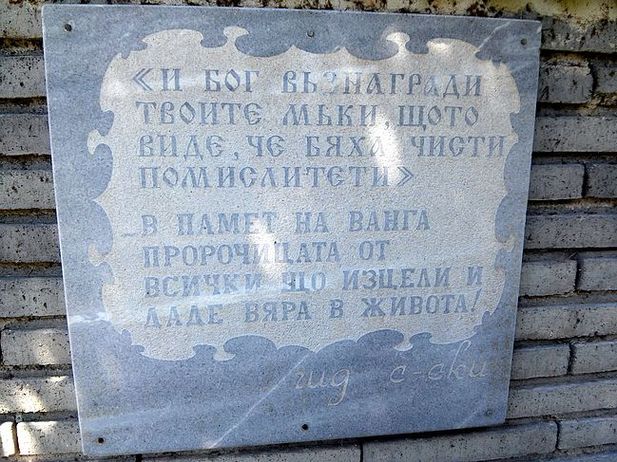 «И БОГ ВЪЗНАГРАДИ
ТВОИТЕ МЪКИ, ЩОТО
ВИДЕ, ЧЕ БЯХА ЧИСТИ
ПОМИСЛИТЕТИ»
В ПАМЕТ НА ВАНГА
ПРОРОЧИЦАТА ОТ
ВСИЧКИ ЩО ИЗЦЕЛИ И
ДАДЕ ВЯРА В ЖИВОТА!
с-ски